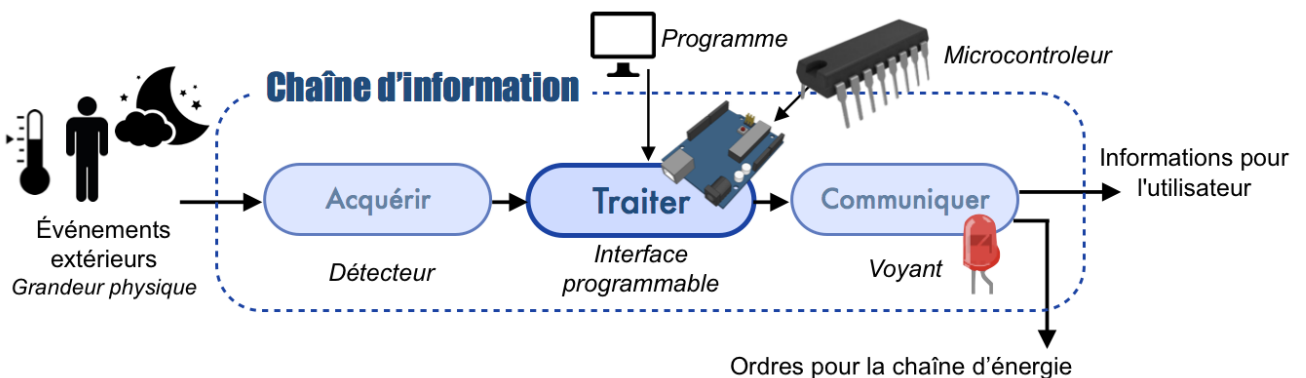 Programme
Microcontroleur
Chaîne d'information
Acquérir
Traiter
Communiquer
Informations pour
l'utilisateur
Événements
extérieurs
Grandeur physique
Détecteur
Interface
programmable
Voyant
Ordres pour la chaîne d'énergie